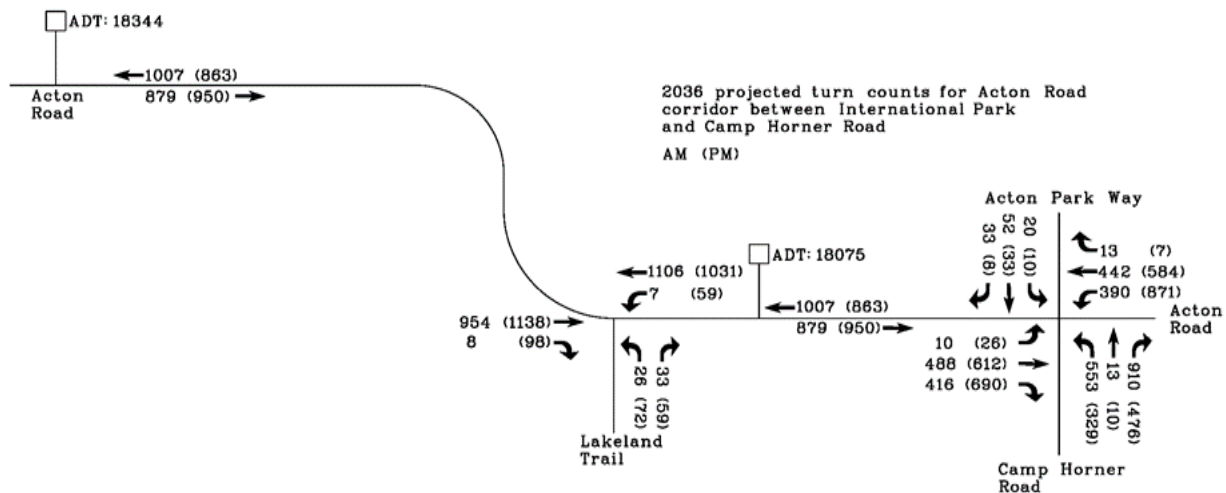 ADT: 18344
1007 (863)
879 (950)
Acton
Road
2036 projected turn counts for Acton Road
corridor between International Park
and Camp Horner Road
AM (PM)
Acton Park Way
33 (8)
52 (33)
20 (10)
13 (7)
442 (584)
390 (871)
Acton
Road
ADT: 18075
1106 (1031)
7 (59)
1007 (863)
879 (950)
954 (1138)
8 (98)
26 (72)
33 (59)
Lakeland
Trail
10 (26)
488 (612)
416 (690)
553 (329)
13 (10)
910 (476)
Camp Horner
Road